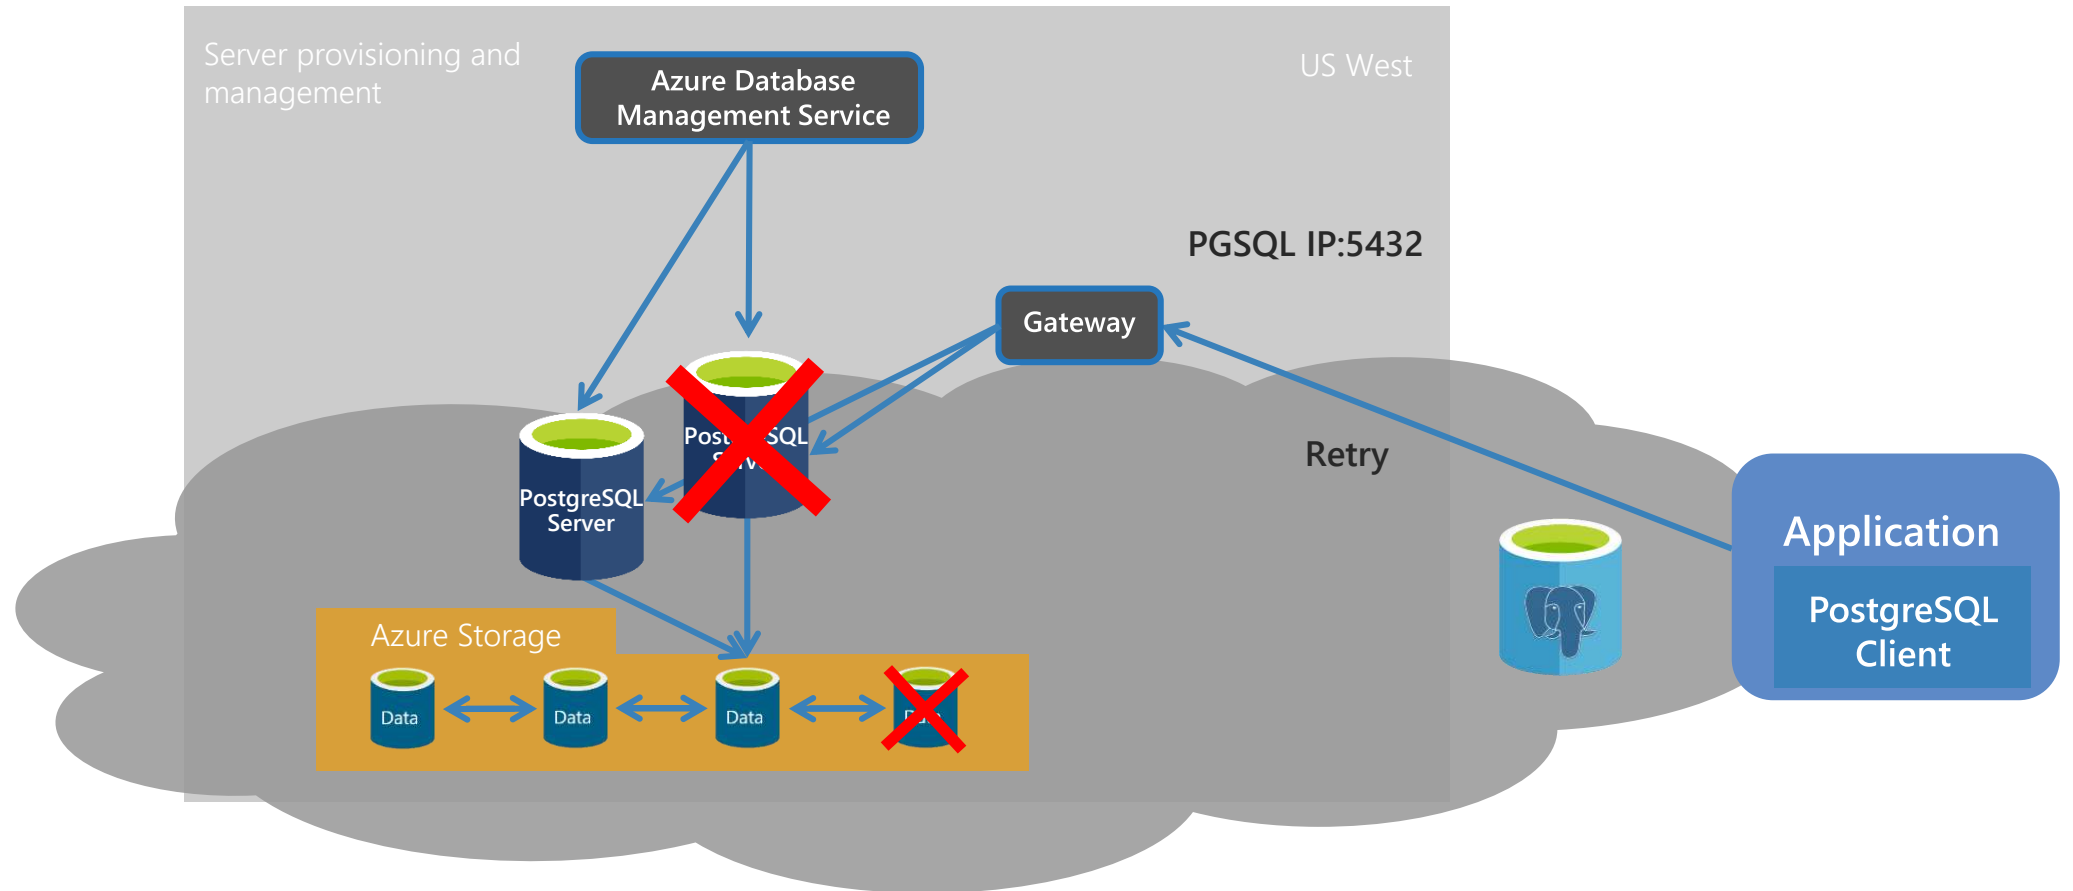 Server provisioning and
management
US West
Azure Database
Management Service
PGSQL IP:5432
Gateway
Retry
PostgreSQL
Server
Application
PostgreSQL
Client
Azure Storage
Data
Data
Data